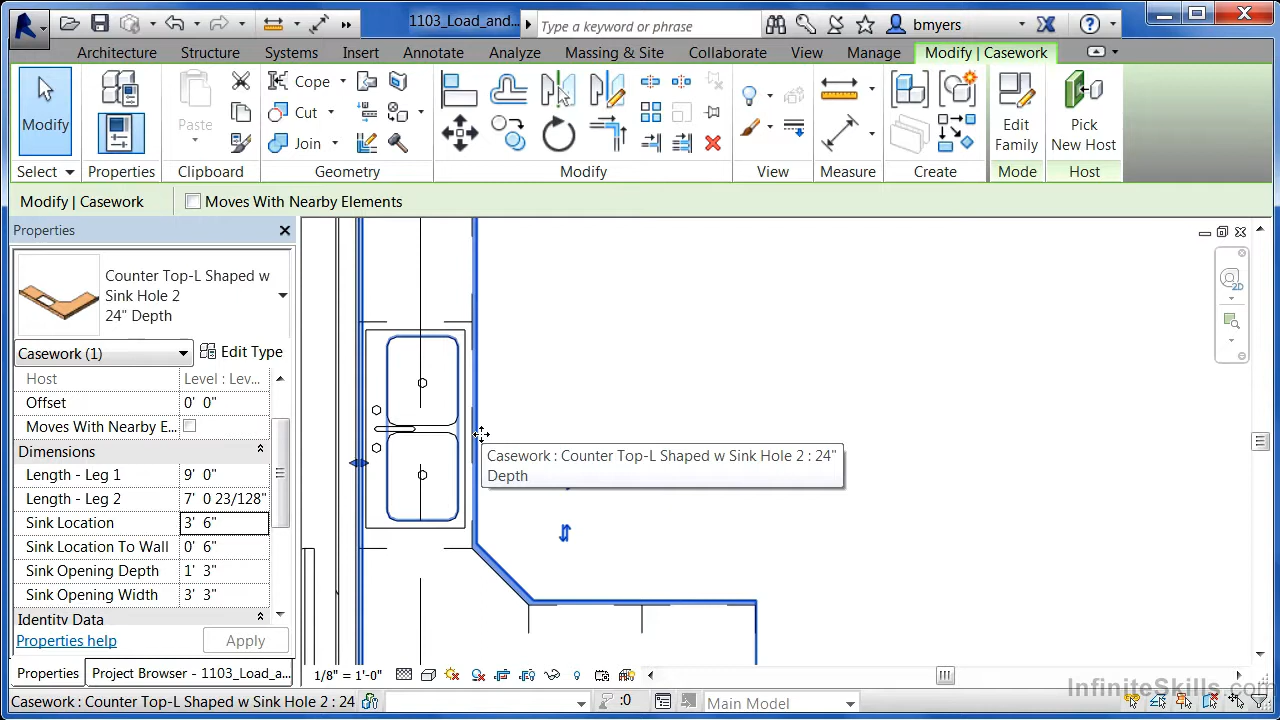 1103_Load_and...
Type a keyword or phrase
bmyers
Architecture Structure Systems Insert Annotate Analyze Massing & Site Collaborate View Manage Modify | Casework
Modify
Paste
Cope
Cut
Join
Edit Family
Pick New Host
Select Properties Clipboard Geometry Modify View Measure Create Mode Host
Modify | Casework Moves With Nearby Elements
Properties
Counter Top-L Shaped w
Sink Hole 2
24" Depth
Casework (1) Edit Type
Host Level : Lev...
Offset 0' 0"
Moves With Nearby E...
Dimensions
Length - Leg 1 9' 0"
Length - Leg 2 7' 0 23/128"
Sink Location 3' 6"
Sink Location To Wall 0' 6"
Sink Opening Depth 1' 3"
Sink Opening Width 3' 3"
Identity Data
Properties help Apply
Properties Project Browser - 1103_Load_a...
Casework : Counter Top-L Shaped w Sink Hole 2 : 24"
Depth
2D
1/8" = 1'-0"
Casework : Counter Top-L Shaped w Sink Hole 2 : 24
:0
Main Model
InfiniteSkills.com